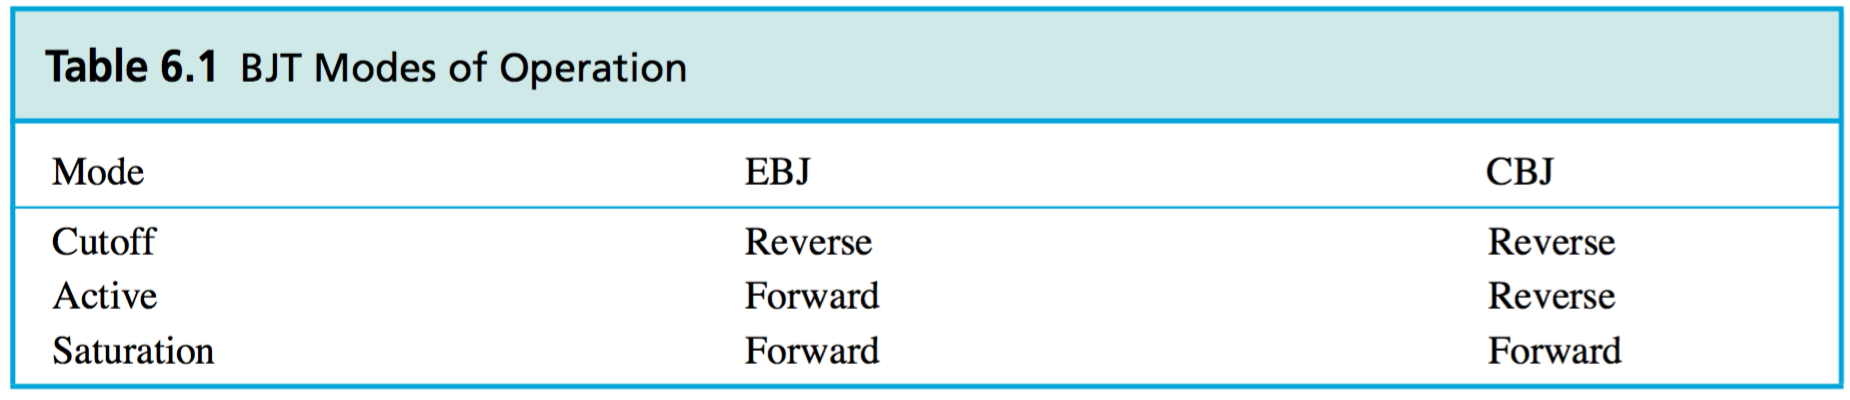 Table 6.1 BJT Modes of Operation
Mode EBJ CBJ
Cutoff Reverse Reverse
Active Forward Reverse
Saturation Forward Forward